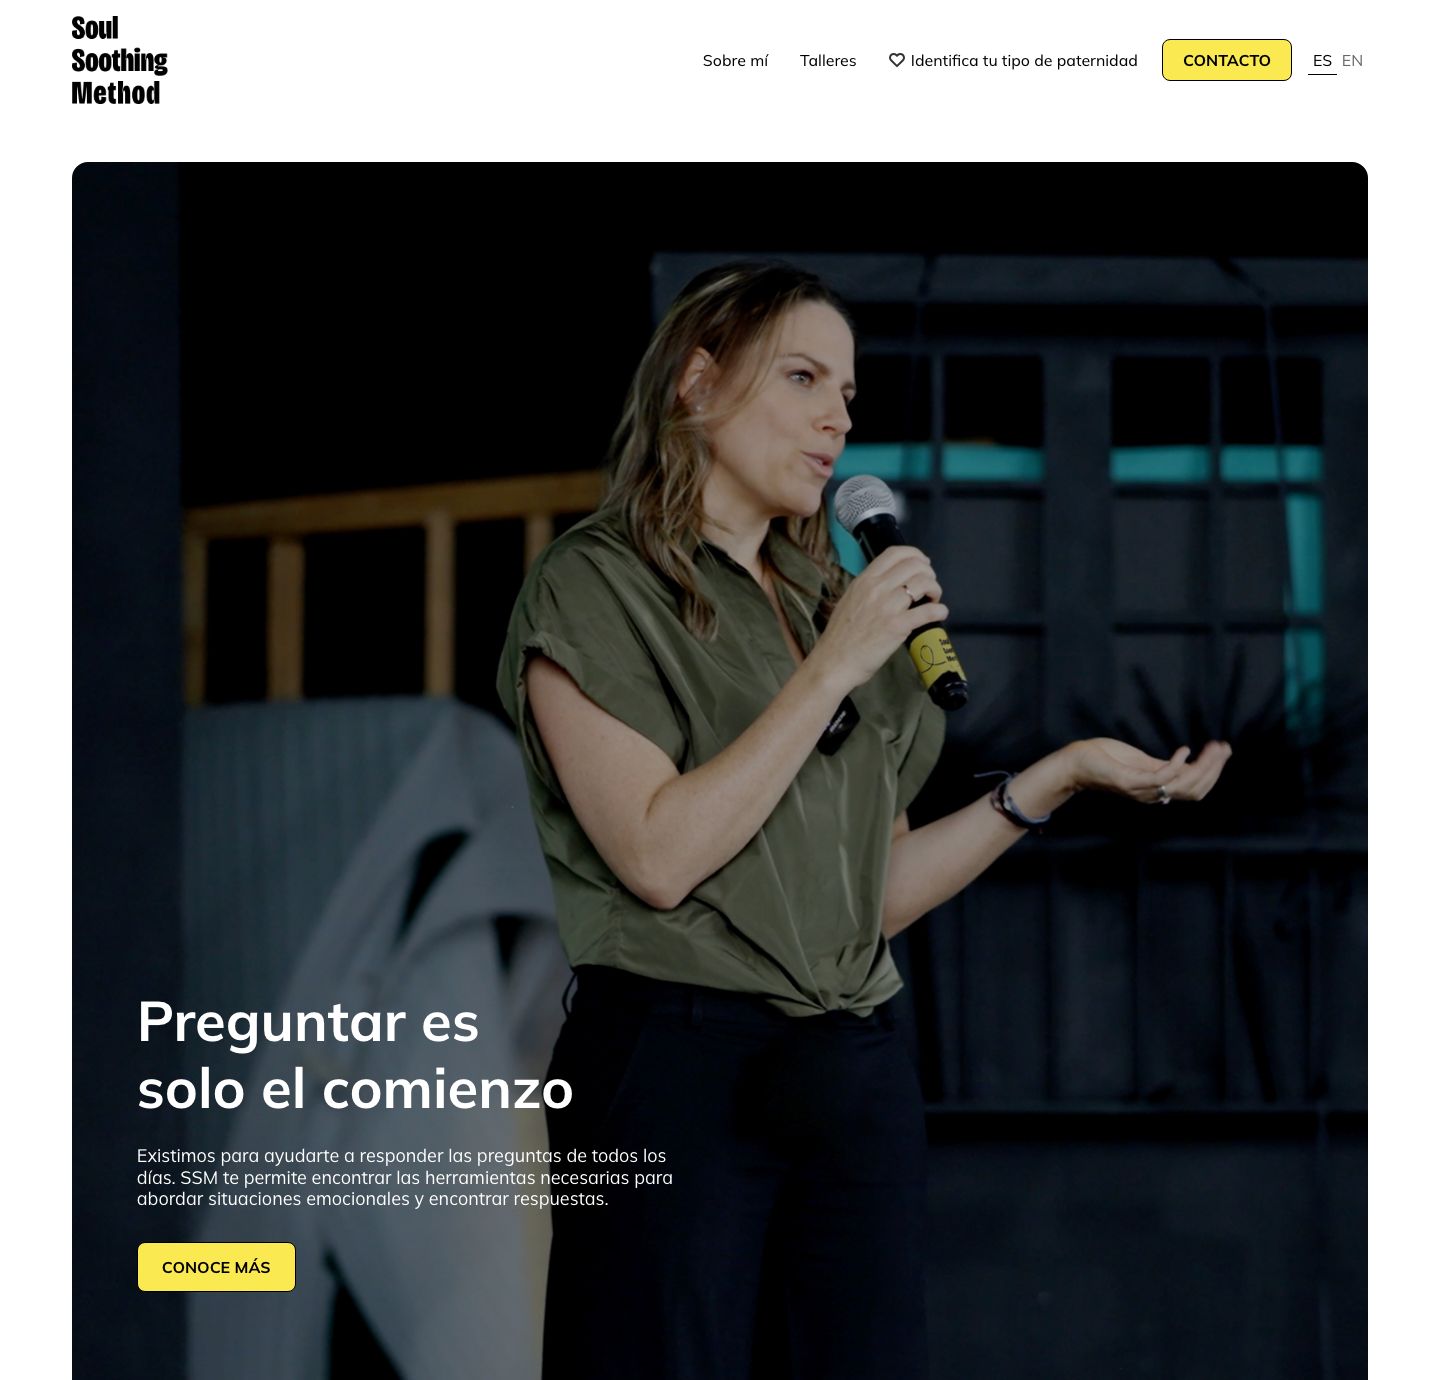 Soul
Soothing
Method
Sobre mí
Talleres
Identifica tu tipo de paternidad
CONTACTO
ES
EN
Preguntar es
solo el comienzo
Existimos para ayudarte a responder las preguntas de todos los
días. SSM te permite encontrar las herramientas necesarias para
abordar situaciones emocionales y encontrar respuestas.
CONOCE MÁS